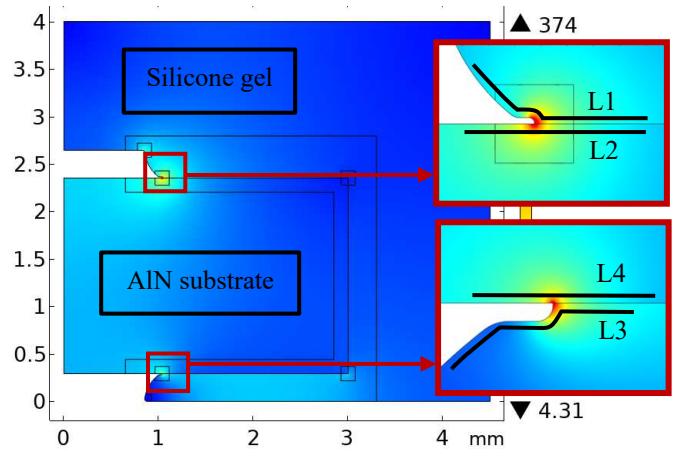 4
▲ 374
3.5
Silicone gel
3
L1
L2
2.5
2
1.5
AlN substrate
L4
1
L3
0.5
0
▼ 4.31
0 1 2 3 4 mm